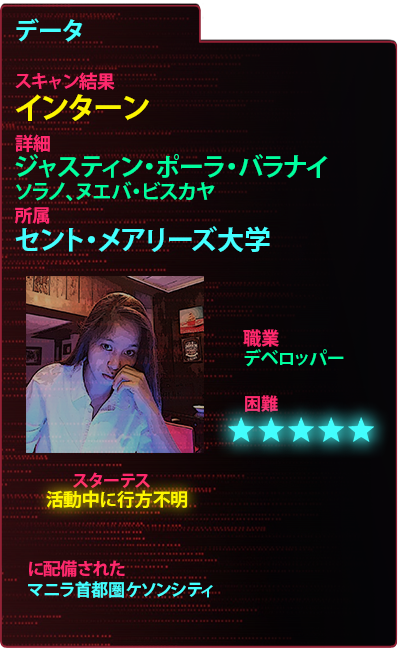 データ
スキャン結果
インターン
詳細
ジャスティン・ポーラ・バラナイ
ソラノ、ヌエバ・ビスカヤ
所属
セント・メアリーズ大学
職業
デベロッパー
困難
スターテス
活動中に行方不明
に配備された
マニラ首都圏ケソンシティ